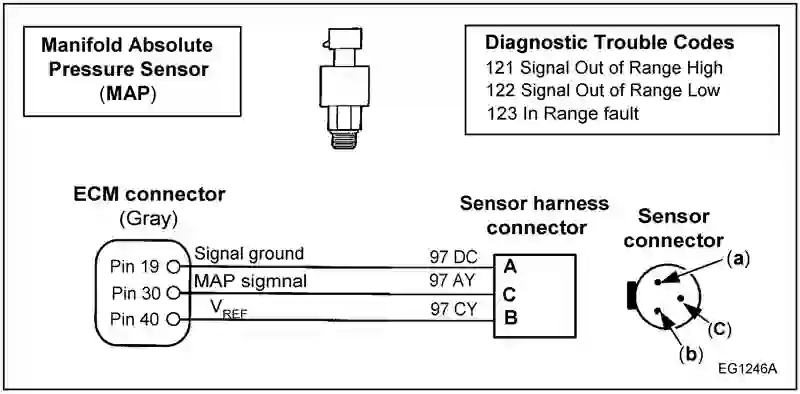 Manifold Absolute
Pressure Sensor
(MAP)
Diagnostic Trouble Codes
121 Signal Out of Range High
122 Signal Out of Range Low
123 In Range fault
ECM connector
(Gray)
Sensor harness
connector
Sensor
connector
Pin 19 Signal ground 97 DC A
Pin 30 MAP sigmnal 97 AY C
Pin 40 VREF 97 CY B
(a)
(C)
(b)
EG1246A